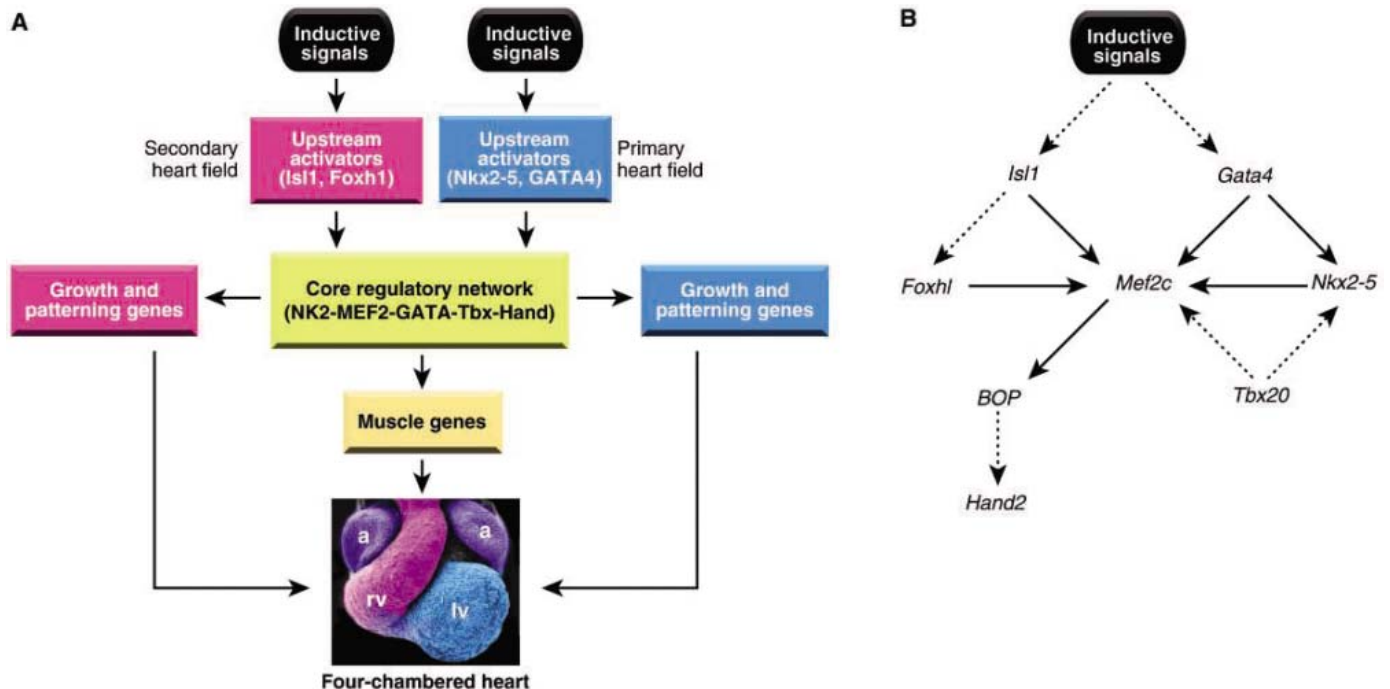 A
Inductive
signals
Inductive
signals
Secondary
heart field
Upstream
activators
(Isl1, Foxh1)
Upstream
activators
(Nkx2-5, GATA4)
Primary
heart field
Growth and
patterning genes
Core regulatory network
(NK2-MEF2-GATA-Tbx-Hand)
Growth and
patterning genes
Muscle genes
a
a
rv
lv
Four-chambered heart
B
Inductive
signals
Isl1
Gata4
Foxhl
Mef2c
Nkx2-5
BOP
Tbx20
Hand2